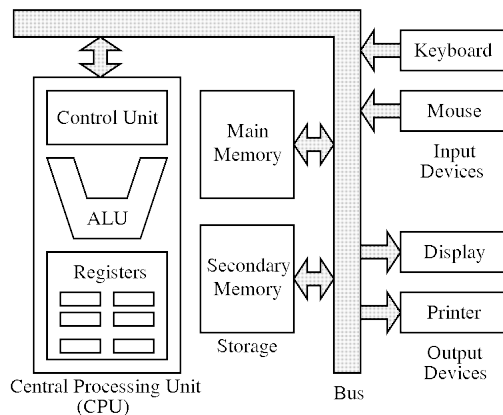 Control Unit
ALU
Registers
Central Processing Unit
(CPU)
Main
Memory
Secondary
Memory
Storage
Bus
Keyboard
Mouse
Input
Devices
Display
Printer
Output
Devices